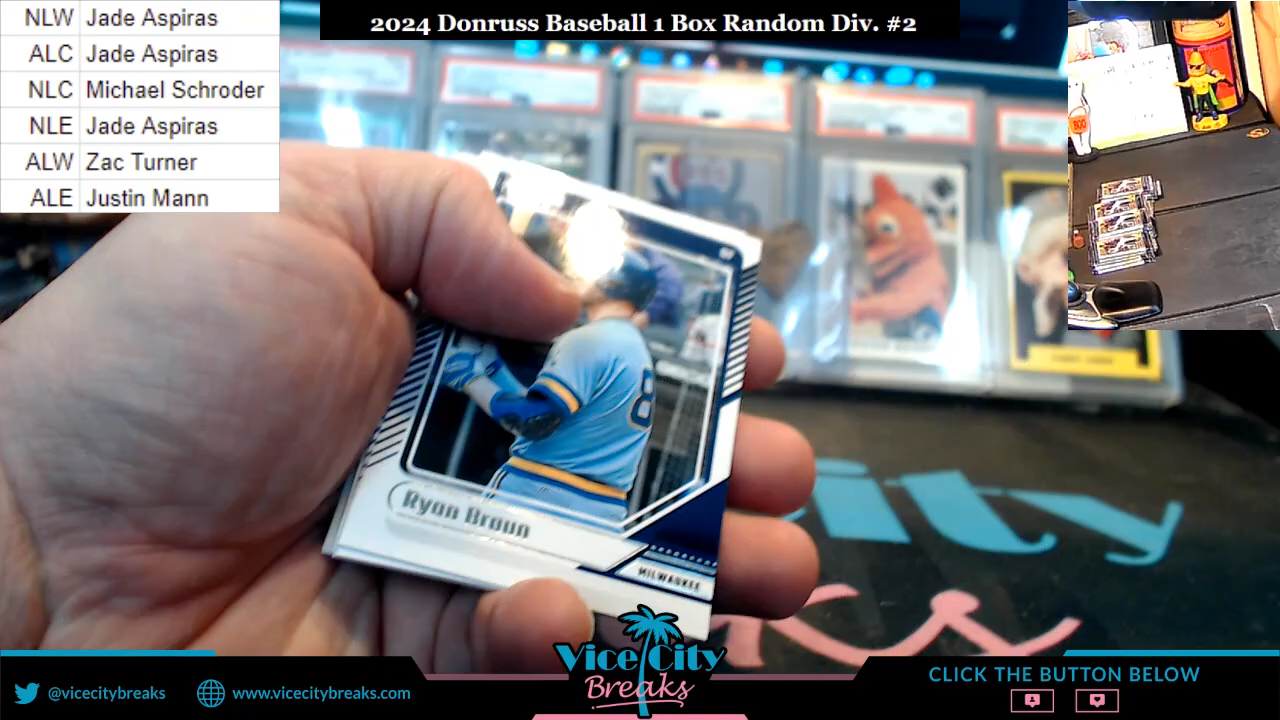 2024 Donruss Baseball 1 Box Random Div. #2
NLW Jade Aspiras
ALC Jade Aspiras
NLC Michael Schroder
NLE Jade Aspiras
ALW Zac Turner
ALE Justin Mann
8
Ryan Braun
MILWAUKEE
Vice City
Breaks
@vicecitybreaks
www.vicecitybreaks.com
CLICK THE BUTTON BELOW